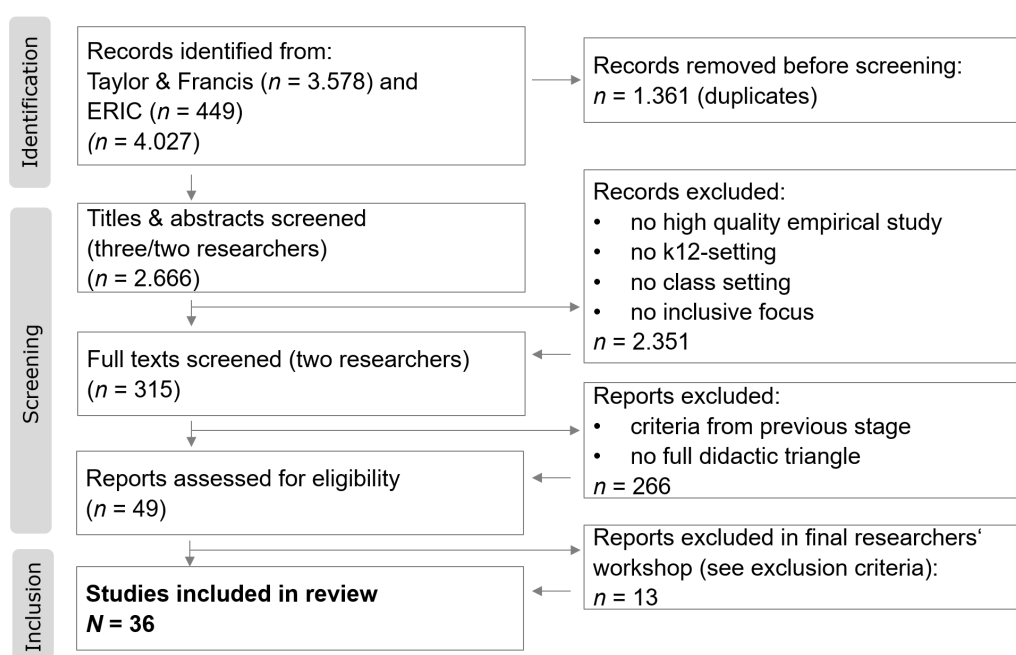 Identification
Records identified from:
Taylor & Francis (n = 3.578) and
ERIC (n = 449)
(n = 4.027)
Records removed before screening:
n = 1.361 (duplicates)
Screening
Titles & abstracts screened
(three/two researchers)
(n = 2.666)
Records excluded:
• no high quality empirical study
• no k12-setting
• no class setting
• no inclusive focus
n = 2.351
Full texts screened (two researchers)
(n = 315)
Reports excluded:
• criteria from previous stage
• no full didactic triangle
n = 266
Reports assessed for eligibility
(n = 49)
Reports excluded in final researchers‘
workshop (see exclusion criteria):
n = 13
Inclusion
Studies included in review
N = 36